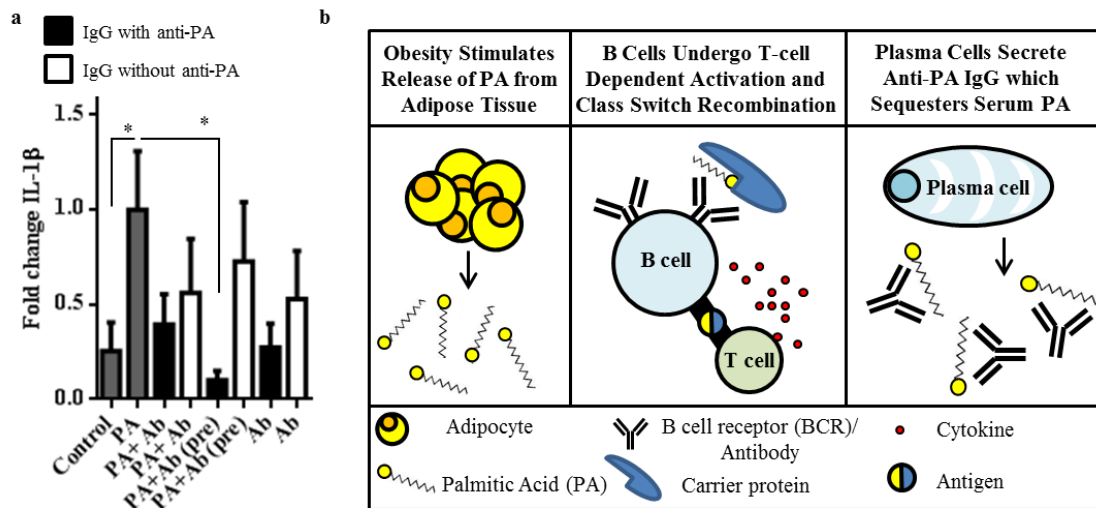 a
IgG with anti-PA
IgG without anti-PA
Fold change IL-1β
1.5
1.0
0.5
0.0
*
*
Control
PA
PA+ Ab
PA+ Ab
PA+Ab (pre)
PA+Ab (pre)
Ab
Ab
b
Obesity Stimulates
Release of PA from
Adipose Tissue
B Cells Undergo T-cell
Dependent Activation and
Class Switch Recombination
Plasma Cells Secrete
Anti-PA IgG which
Sequesters Serum PA
B cell
T cell
Plasma cell
Adipocyte
Palmitic Acid (PA)
B cell receptor (BCR)/
Antibody
Carrier protein
Cytokine
Antigen